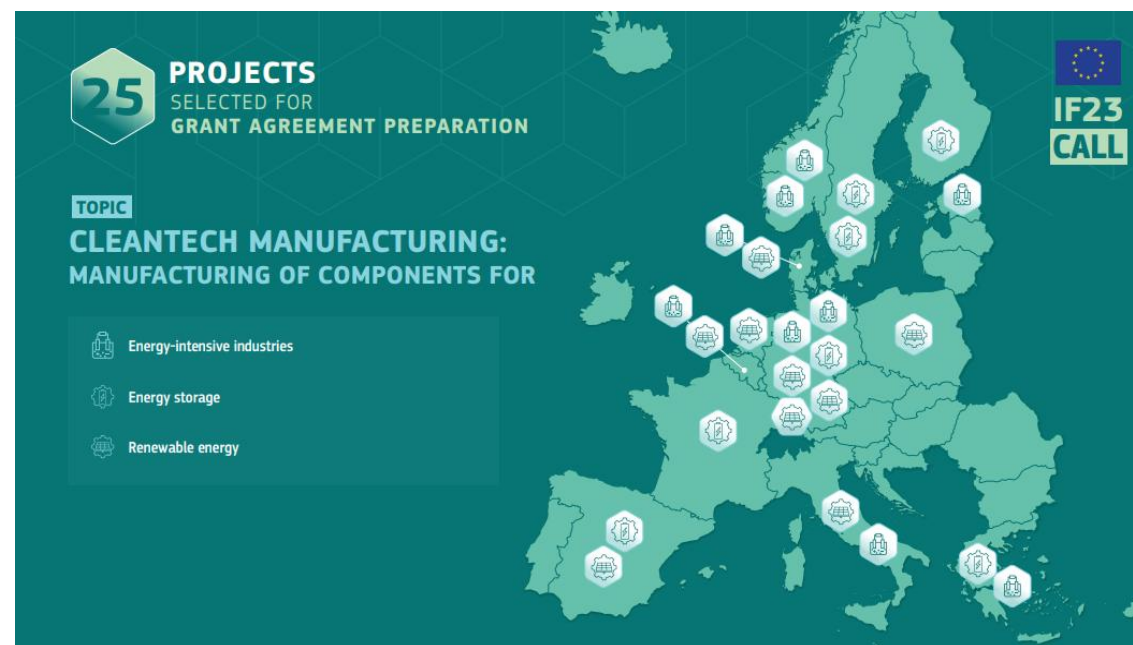 25
PROJECTS
SELECTED FOR
GRANT AGREEMENT PREPARATION
IF23
CALL
TOPIC
CLEANTECH MANUFACTURING:
MANUFACTURING OF COMPONENTS FOR
Energy-intensive industries
Energy storage
Renewable energy